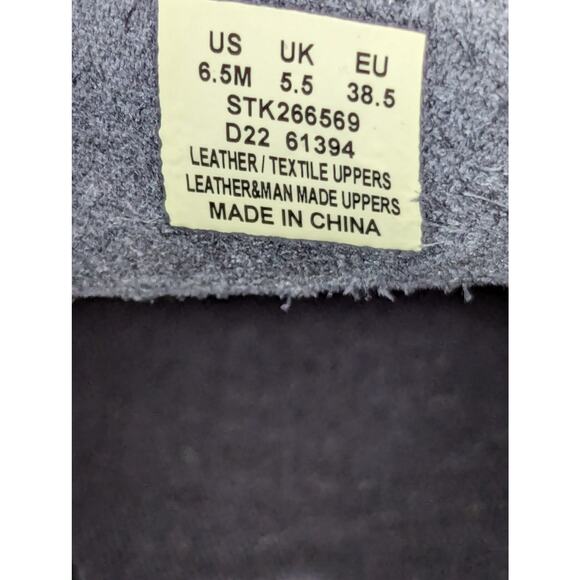 US UK EU
6.5M 5.5 38.5
STK266569
D22 61394
LEATHER / TEXTILE UPPERS
LEATHER&MAN MADE UPPERS
MADE IN CHINA